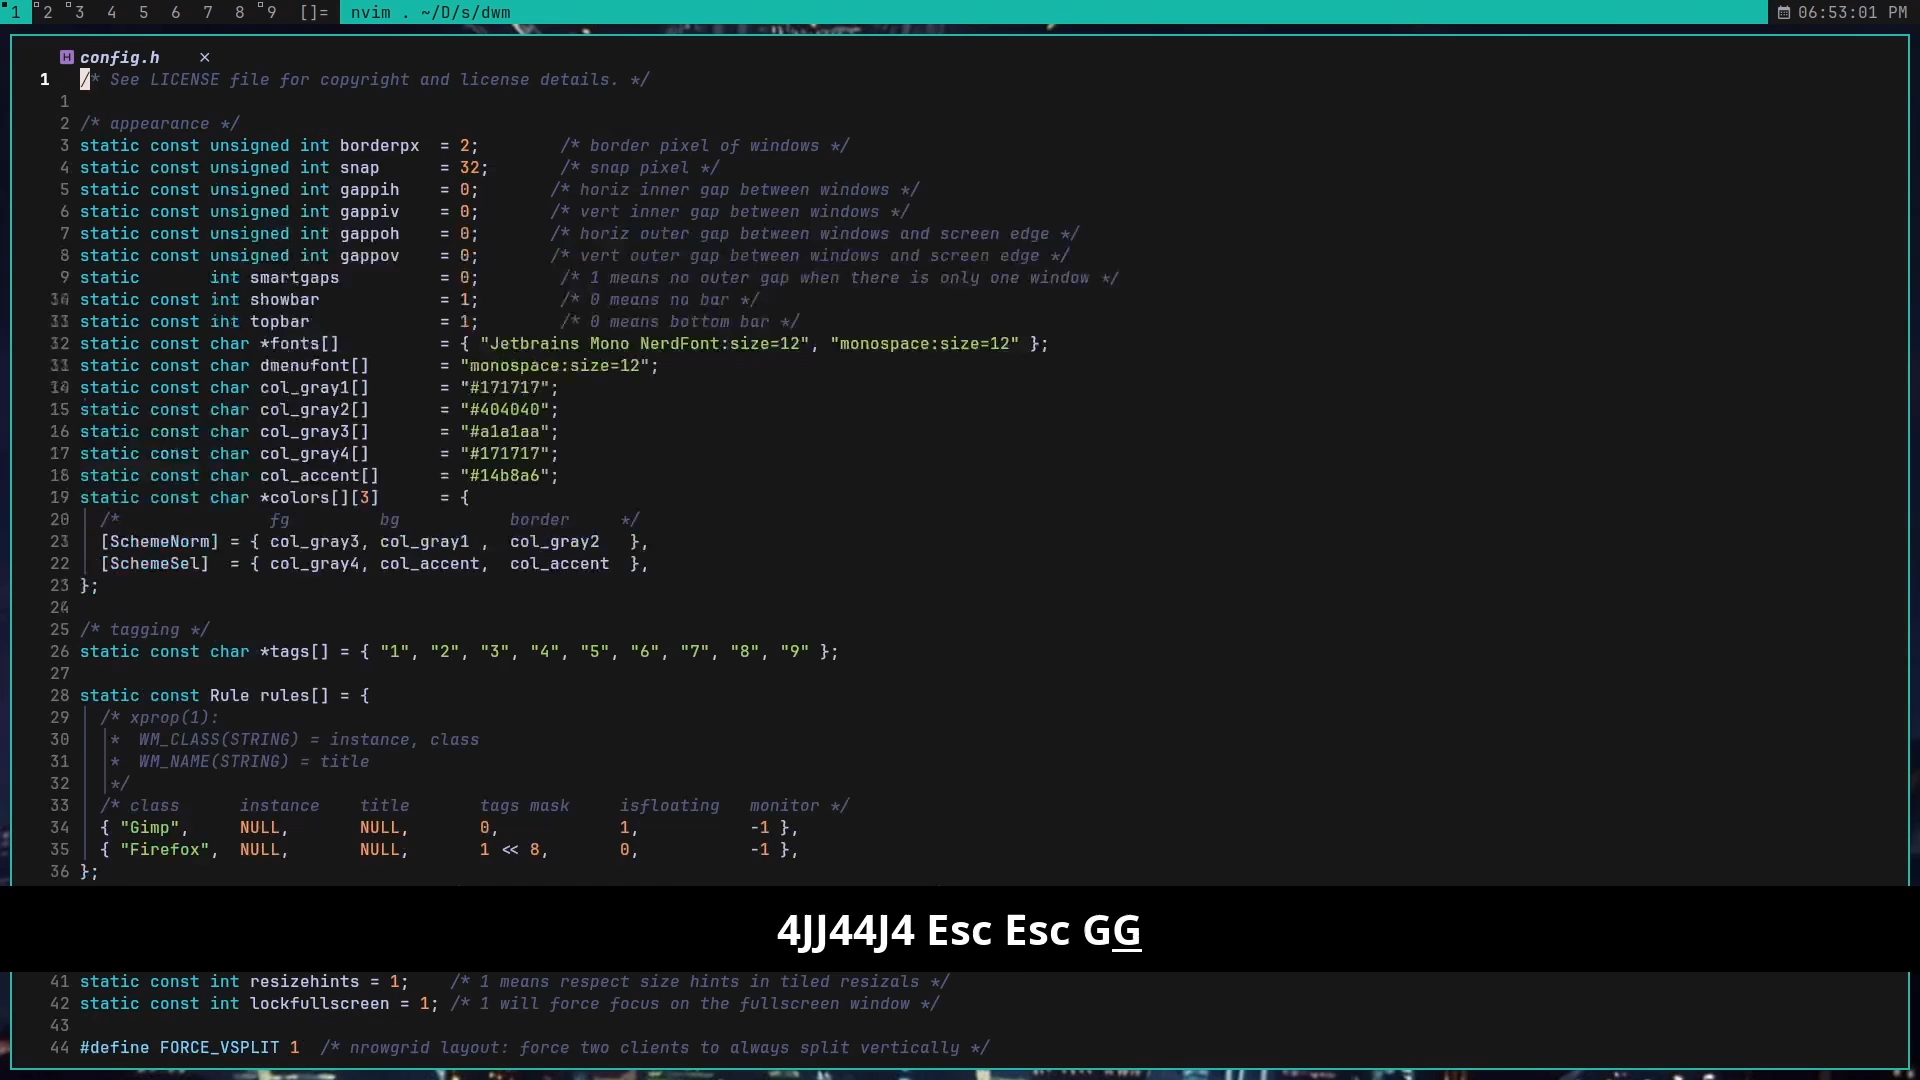 1 2 3 4 5 6 7 8 9 []= nvim . ~/D/s/dwm 06:53:01 PM
H config.h ×
1 /* See LICENSE file for copyright and license details. */
1
2 /* appearance */
3 static const unsigned int borderpx  = 2;        /* border pixel of windows */
4 static const unsigned int snap      = 32;       /* snap pixel */
5 static const unsigned int gappih    = 0;       /* horiz inner gap between windows */
6 static const unsigned int gappiv    = 0;       /* vert inner gap between windows */
7 static const unsigned int gappoh    = 0;       /* horiz outer gap between windows and screen edge */
8 static const unsigned int gappov    = 0;       /* vert outer gap between windows and screen edge */
9 static       int smartgaps          = 0;        /* 1 means no outer gap when there is only one window */
static const int showbar            = 1;        /* 0 means no bar */
static const int topbar             = 1;        /* 0 means bottom bar */
static const char *fonts[]          = { "Jetbrains Mono NerdFont:size=12", "monospace:size=12" };
static const char dmenufont[]       = "monospace:size=12";
static const char col_gray1[]       = "#171717";
15 static const char col_gray2[]       = "#404040";
16 static const char col_gray3[]       = "#a1a1aa";
17 static const char col_gray4[]       = "#171717";
18 static const char col_accent[]      = "#14b8a6";
19 static const char *colors[][3]      = {
20 /*               fg         bg           border     */
[SchemeNorm] = { col_gray3, col_gray1 ,  col_gray2   },
22 [SchemeSel]  = { col_gray4, col_accent,  col_accent  },
23 };
24
25 /* tagging */
26 static const char *tags[] = { "1", "2", "3", "4", "5", "6", "7", "8", "9" };
27
28 static const Rule rules[] = {
29 /* xprop(1):
30 *  WM_CLASS(STRING) = instance, class
31 *  WM_NAME(STRING) = title
32 */
33 /* class      instance    title       tags mask     isfloating   monitor */
34 { "Gimp",     NULL,       NULL,       0,            1,           -1 },
35 { "Firefox",  NULL,       NULL,       1 << 8,       0,           -1 },
36 };
4JJ44J4 Esc Esc GG
41 static const int resizehints = 1;    /* 1 means respect size hints in tiled resizals */
42 static const int lockfullscreen = 1; /* 1 will force focus on the fullscreen window */
43
44 #define FORCE_VSPLIT 1  /* nrowgrid layout: force two clients to always split vertically */